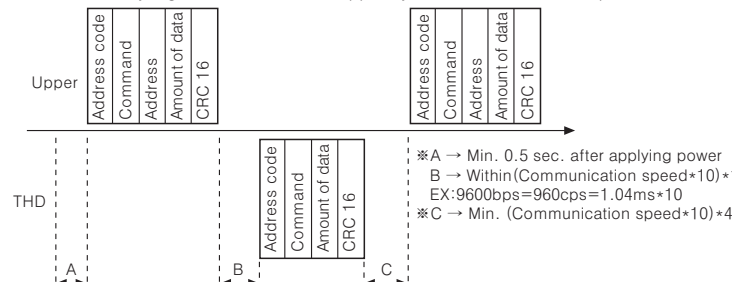 Upper
Address code
Command
Address
Amount of data
CRC 16
Address code
Command
Address
Amount of data
CRC 16
THD
Address code
Command
Amount of data
CRC 16
※A → Min. 0.5 sec. after applying power
B → Within(Communication speed*10)*
EX:9600bps=960cps=1.04ms*10
※C → Min. (Communication speed*10)*4
A
B
C